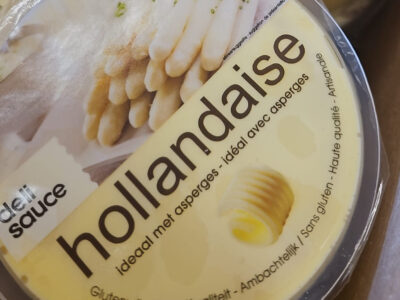 deli
sauce
hollandaise
ideaal met asperges - idéal avec asperges
Ambachtelijk / Sans gluten - Haute qualité - Artisanale